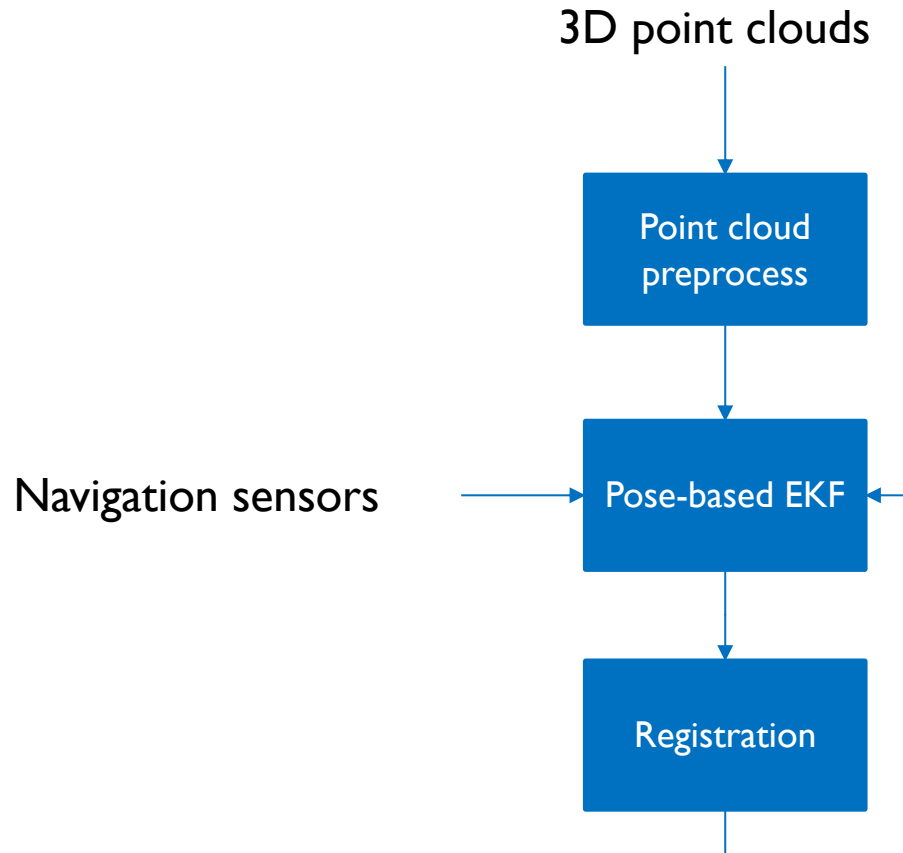 3D point clouds
Point cloud
preprocess
Navigation sensors
Pose-based EKF
Registration